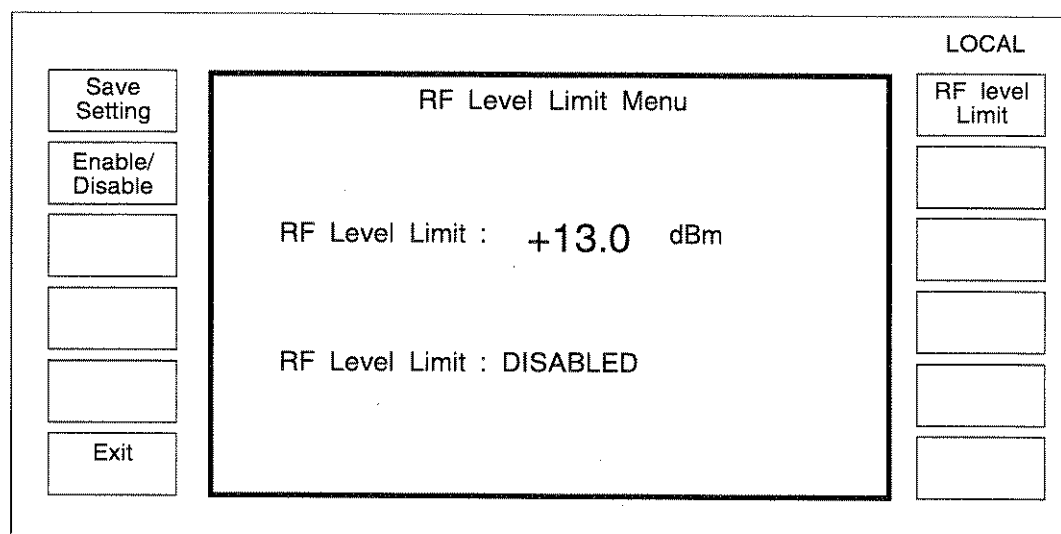 LOCAL
Save
Setting
Enable/
Disable
Exit
RF Level Limit Menu
RF Level Limit : +13.0 dBm
RF Level Limit : DISABLED
RF level
Limit